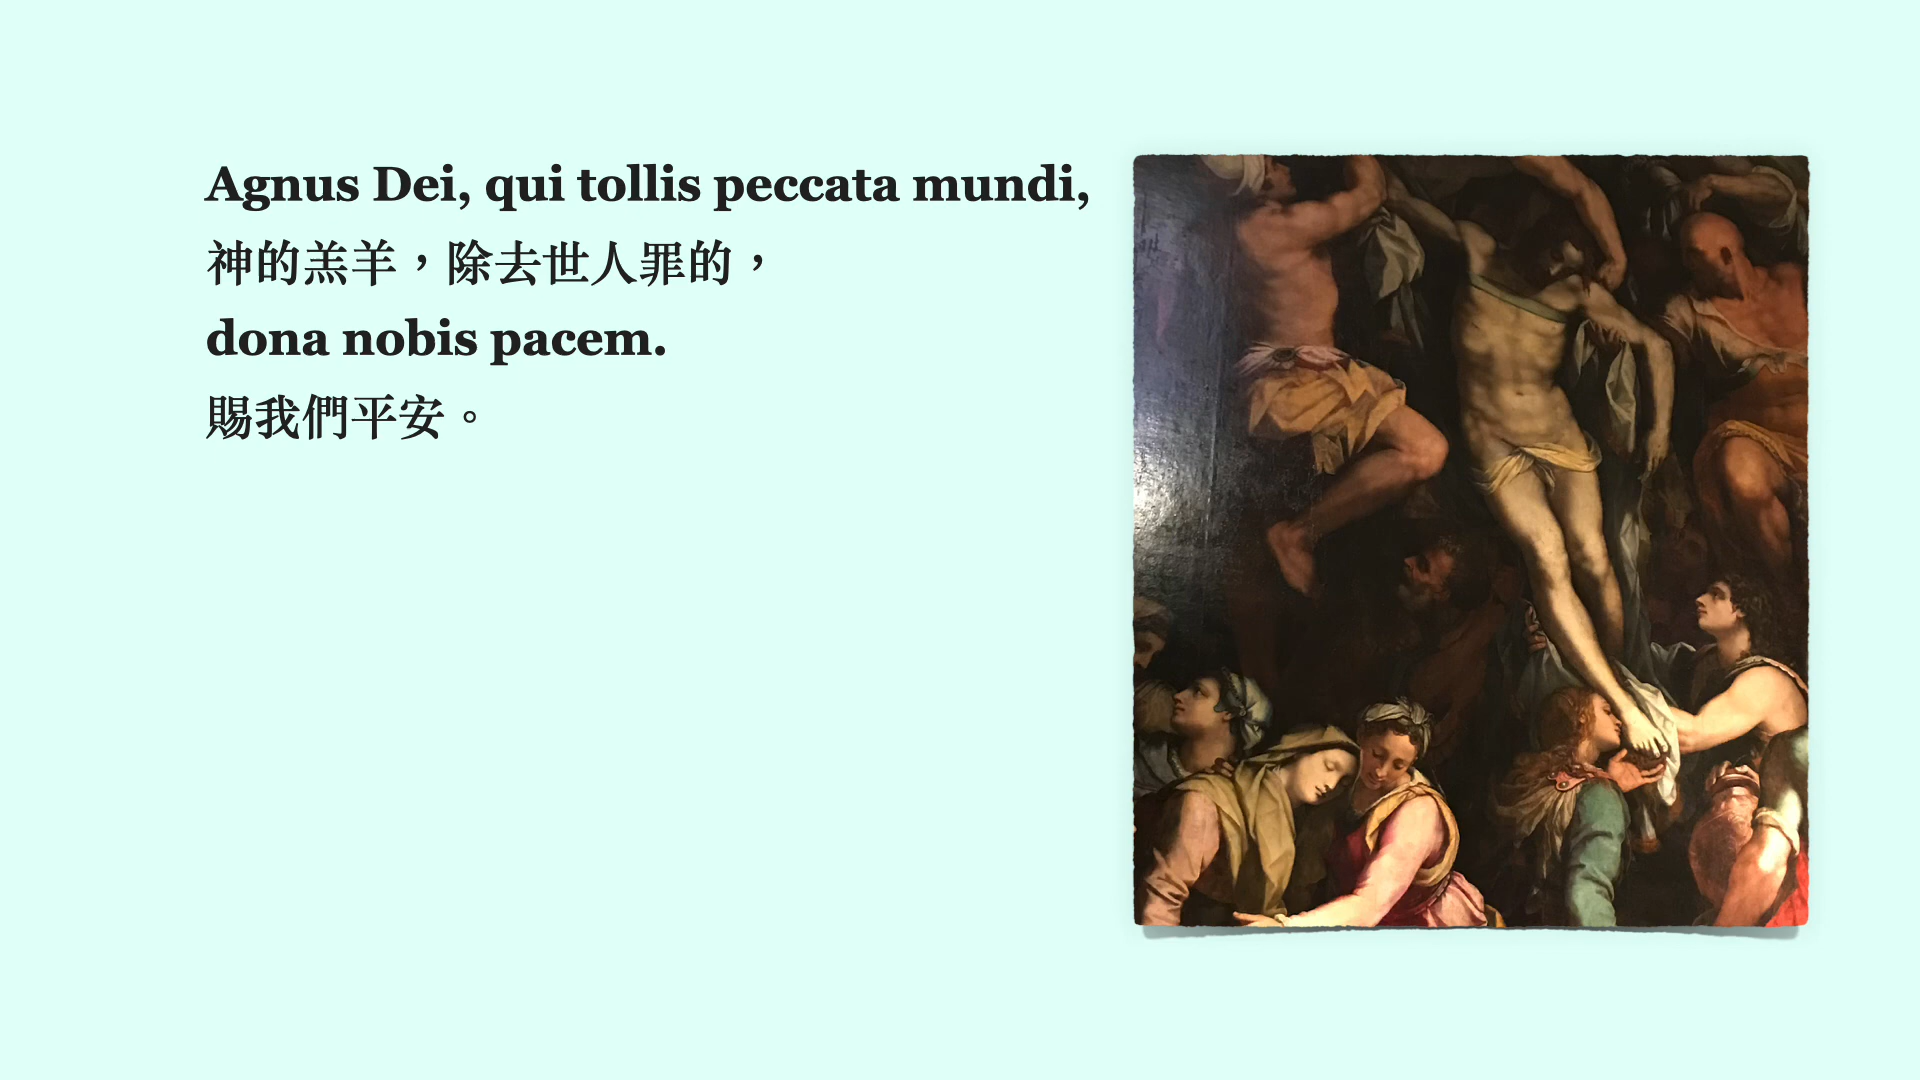 Agnus Dei, qui tollis peccata mundi,
神的羔羊，除去世人罪的，
dona nobis pacem.
賜我們平安。